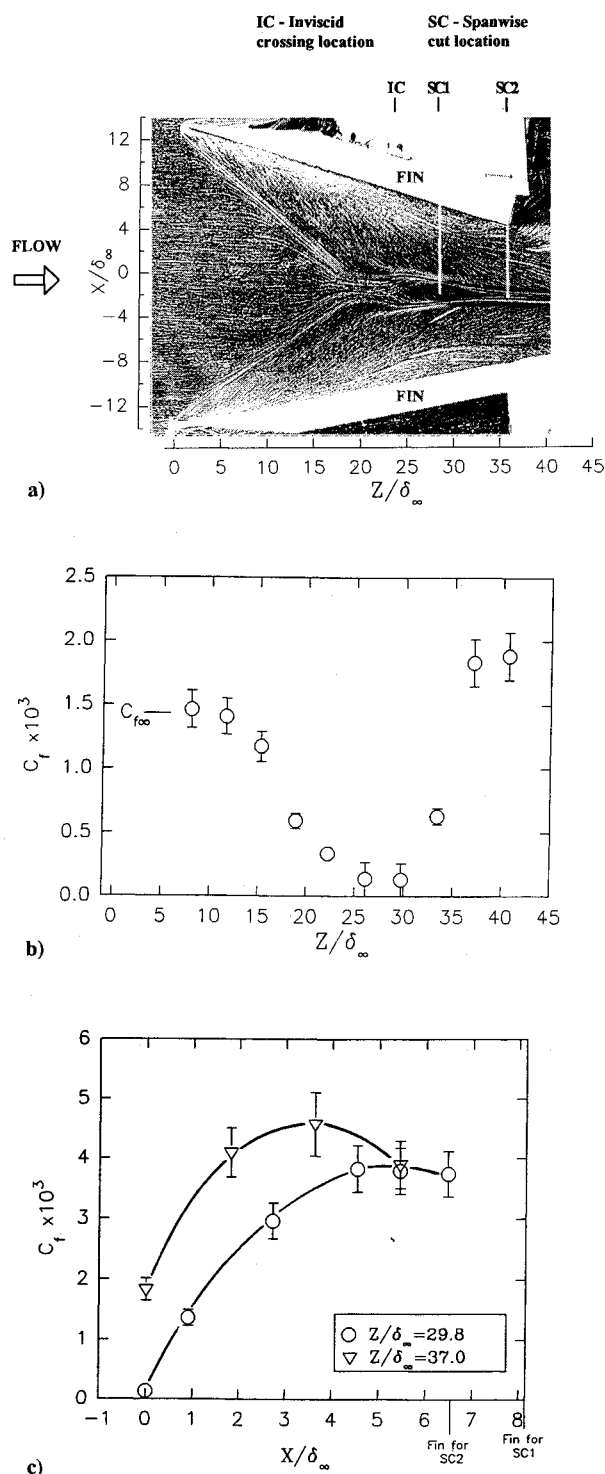 IC - Inviscid crossing location
SC - Spanwise cut location
IC SC1 SC2
12
8
4
0
-4
-8
-12
X/δ∞
FLOW
FIN
FIN
0 5 10 15 20 25 30 35 40
Z/δ∞
a)
2.5
2.0
1.5
1.0
0.5
0.0
Cf x10³
Cf∞
0 5 10 15 20 25 30 35 40 45
Z/δ∞
b)
6
5
4
3
2
1
0
Cf x10³
Z/δ∞=29.8
Z/δ∞=37.0
-1 0 1 2 3 4 5 6 7 8
Fin for SC2
Fin for SC1
X/δ∞
c)